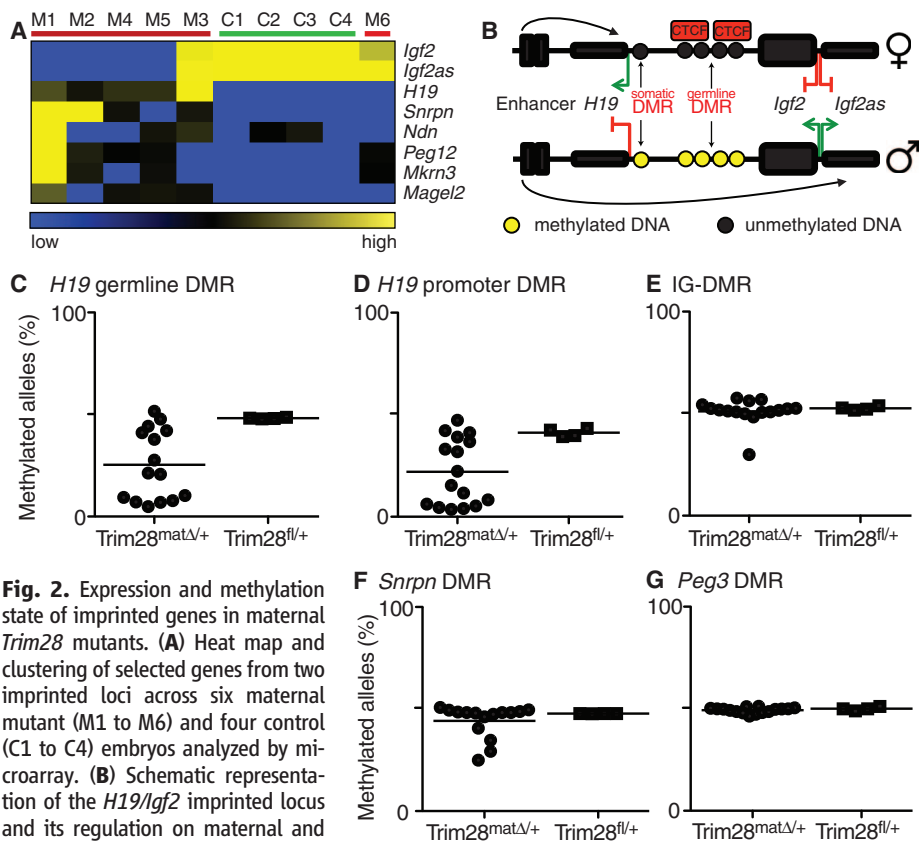 A
M1 M2 M4 M5 M3 C1 C2 C3 C4 M6
Igf2
Igf2as
H19
Snrpn
Ndn
Peg12
Mkrn3
Magel2
low high
B
CTCF CTCF
♀
Enhancer H19 somatic DMR germline DMR Igf2 Igf2as
♂
methylated DNA unmethylated DNA
C H19 germline DMR
Methylated alleles (%)
100
0
Trim28matΔ/+ Trim28fl/+
D H19 promoter DMR
100
0
Trim28matΔ/+ Trim28fl/+
E IG-DMR
100
0
Trim28matΔ/+ Trim28fl/+
Fig. 2. Expression and methylation
state of imprinted genes in maternal
Trim28 mutants. (A) Heat map and
clustering of selected genes from two
imprinted loci across six maternal
mutant (M1 to M6) and four control
(C1 to C4) embryos analyzed by mi-
croarray. (B) Schematic representa-
tion of the H19/Igf2 imprinted locus
and its regulation on maternal and
F Snrpn DMR
Methylated alleles (%)
100
0
Trim28matΔ/+ Trim28fl/+
G Peg3 DMR
100
0
Trim28matΔ/+ Trim28fl/+